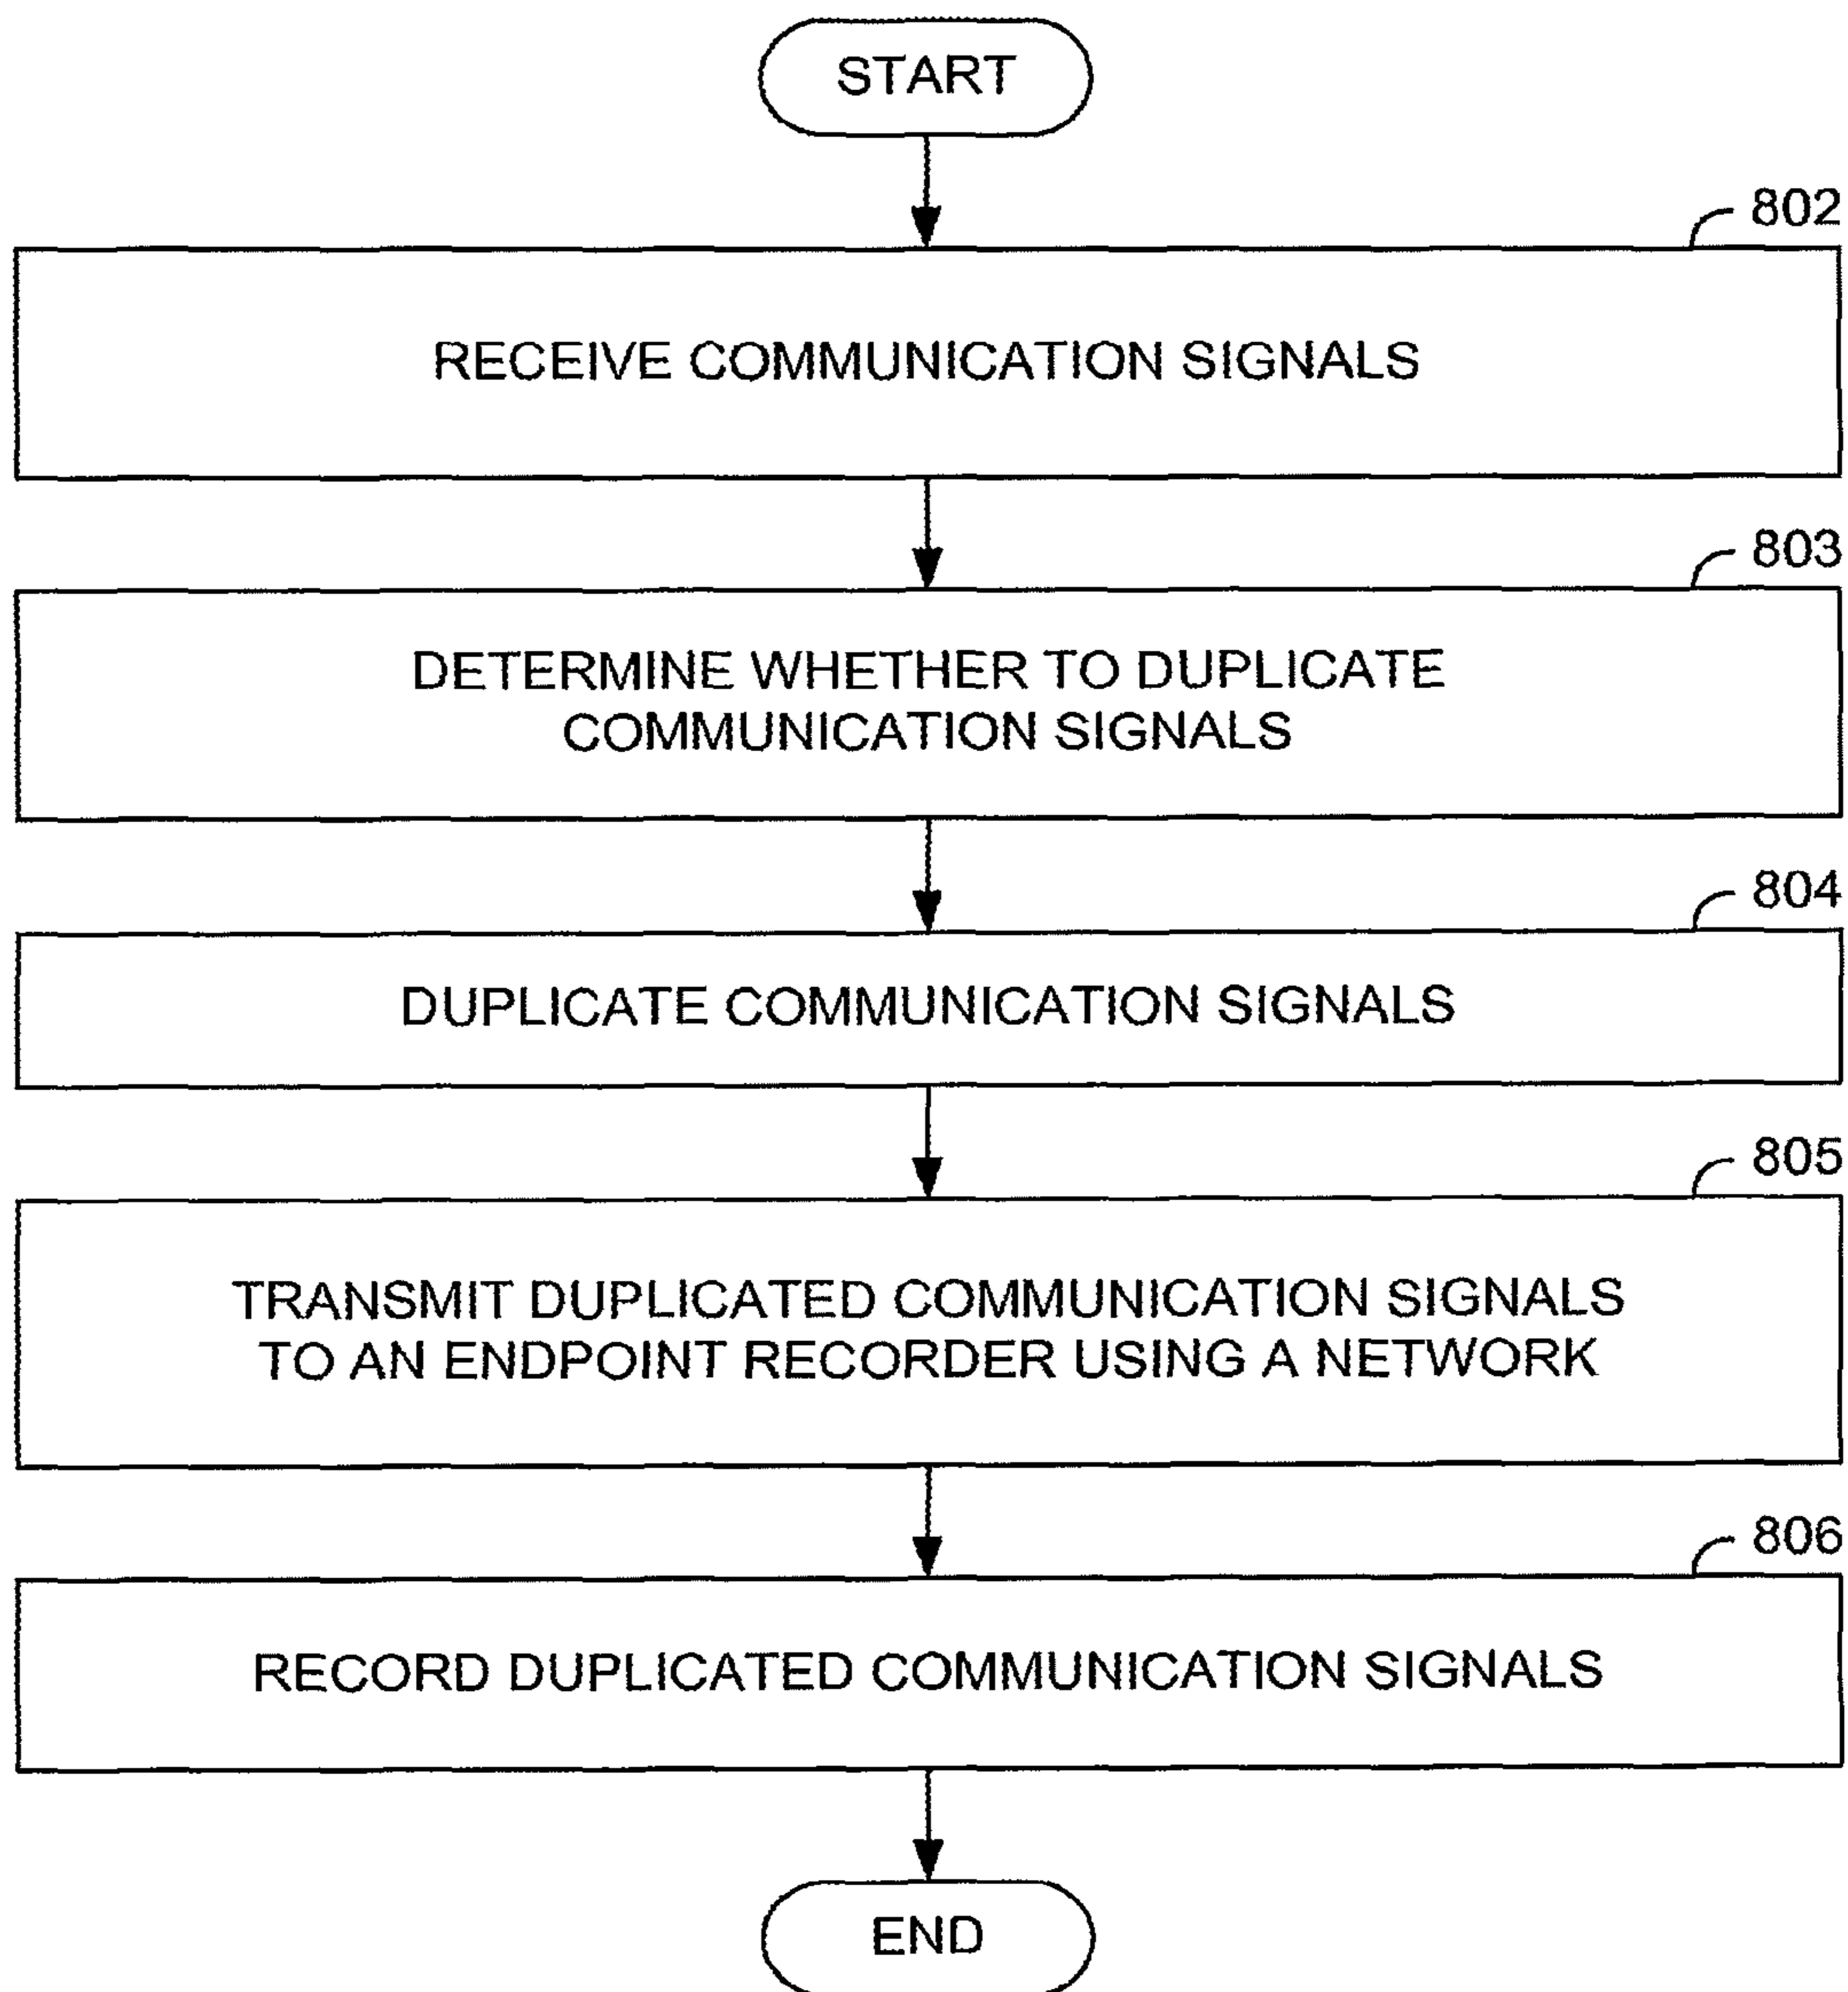 START
802
RECEIVE COMMUNICATION SIGNALS
803
DETERMINE WHETHER TO DUPLICATE
COMMUNICATION SIGNALS
804
DUPLICATE COMMUNICATION SIGNALS
805
TRANSMIT DUPLICATED COMMUNICATION SIGNALS
TO AN ENDPOINT RECORDER USING A NETWORK
806
RECORD DUPLICATED COMMUNICATION SIGNALS
END